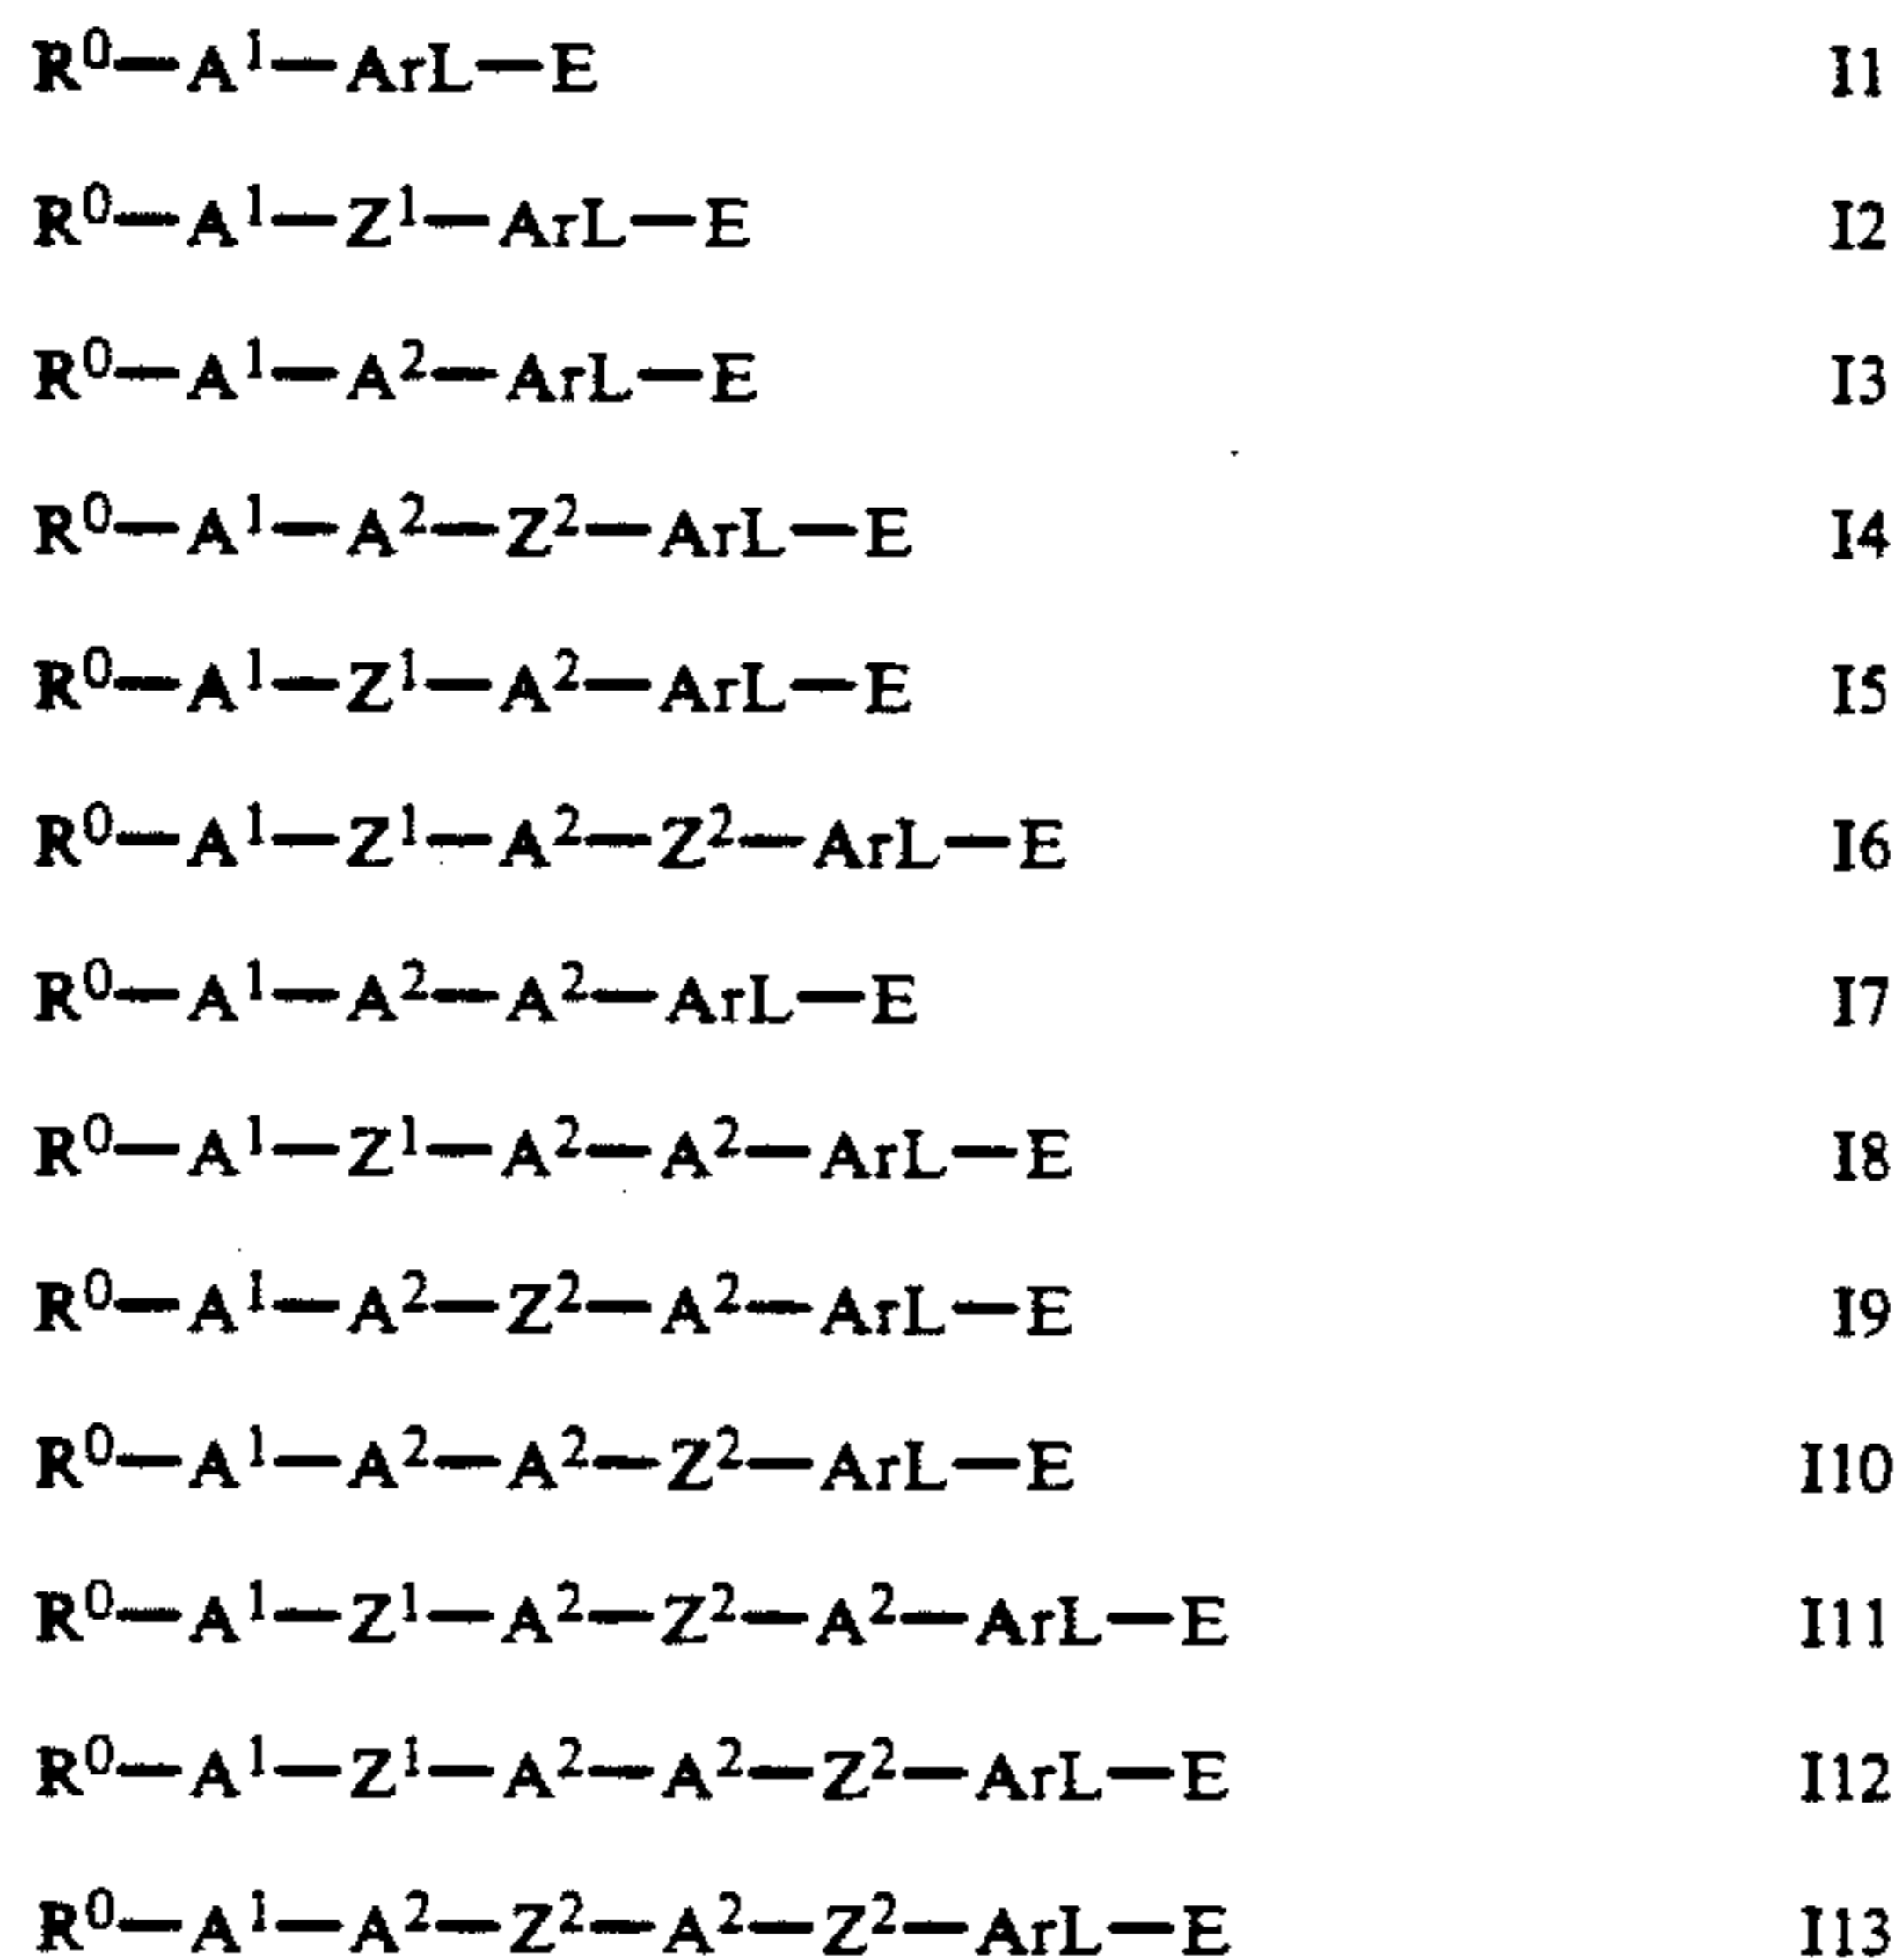 R⁰—A¹—ArL—E I1
R⁰—A¹—Z¹—ArL—E I2
R⁰—A¹—A²—ArL—E I3
R⁰—A¹—A²—Z²—ArL—E I4
R⁰—A¹—Z¹—A²—ArL—E I5
R⁰—A¹—Z¹—A²—Z²—ArL—E I6
R⁰—A¹—A²—A²—ArL—E I7
R⁰—A¹—Z¹—A²—A²—ArL—E I8
R⁰—A¹—A²—Z²—A²—ArL—E I9
R⁰—A¹—A²—A²—Z²—ArL—E I10
R⁰—A¹—Z¹—A²—Z²—A²—ArL—E I11
R⁰—A¹—Z¹—A²—A²—Z²—ArL—E I12
R⁰—A¹—A²—Z²—A²—Z²—ArL—E I13